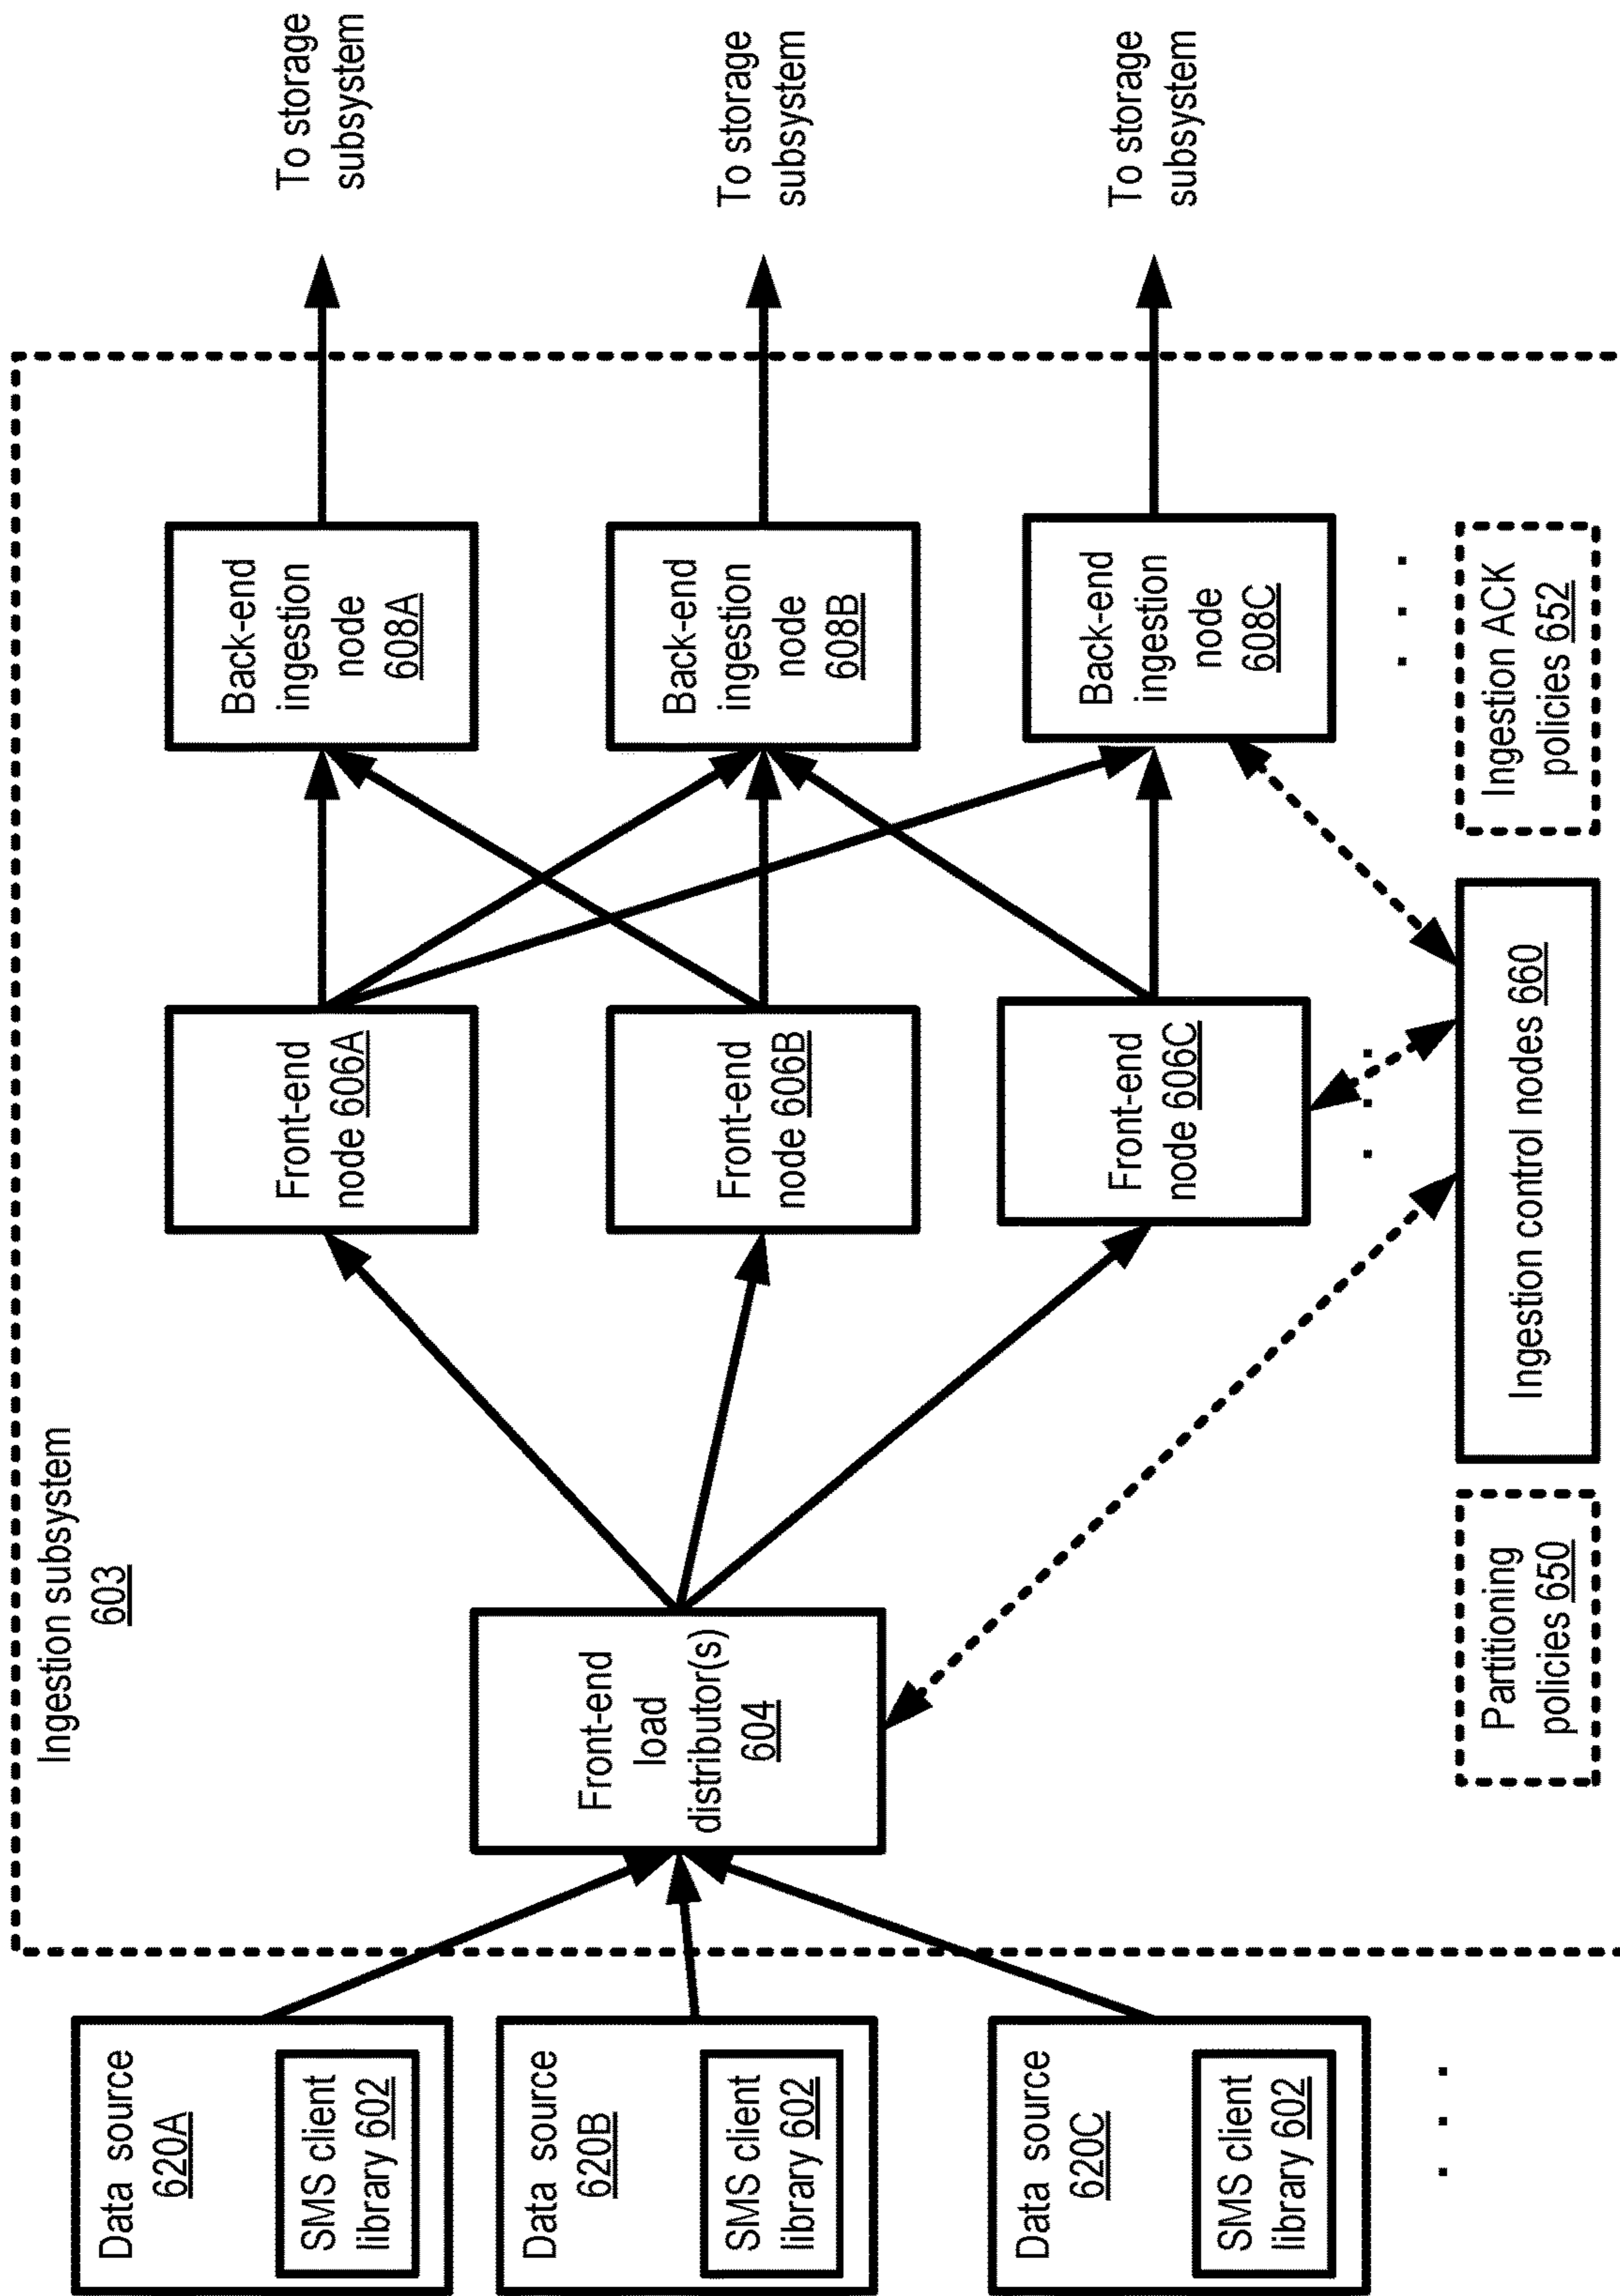 Ingestion subsystem
603
Data source
620A
SMS client
library 602
Data source
620B
SMS client
library 602
Data source
620C
SMS client
library 602
. . .
Front-end
load
distributor(s)
604
Front-end
node 606A
Front-end
node 606B
Front-end
node 606C
. . .
Back-end
ingestion
node
608A
Back-end
ingestion
node
608B
Back-end
ingestion
node
608C
. . .
To storage
subsystem
To storage
subsystem
To storage
subsystem
Partitioning
policies 650
Ingestion control nodes 660
Ingestion ACK
policies 652